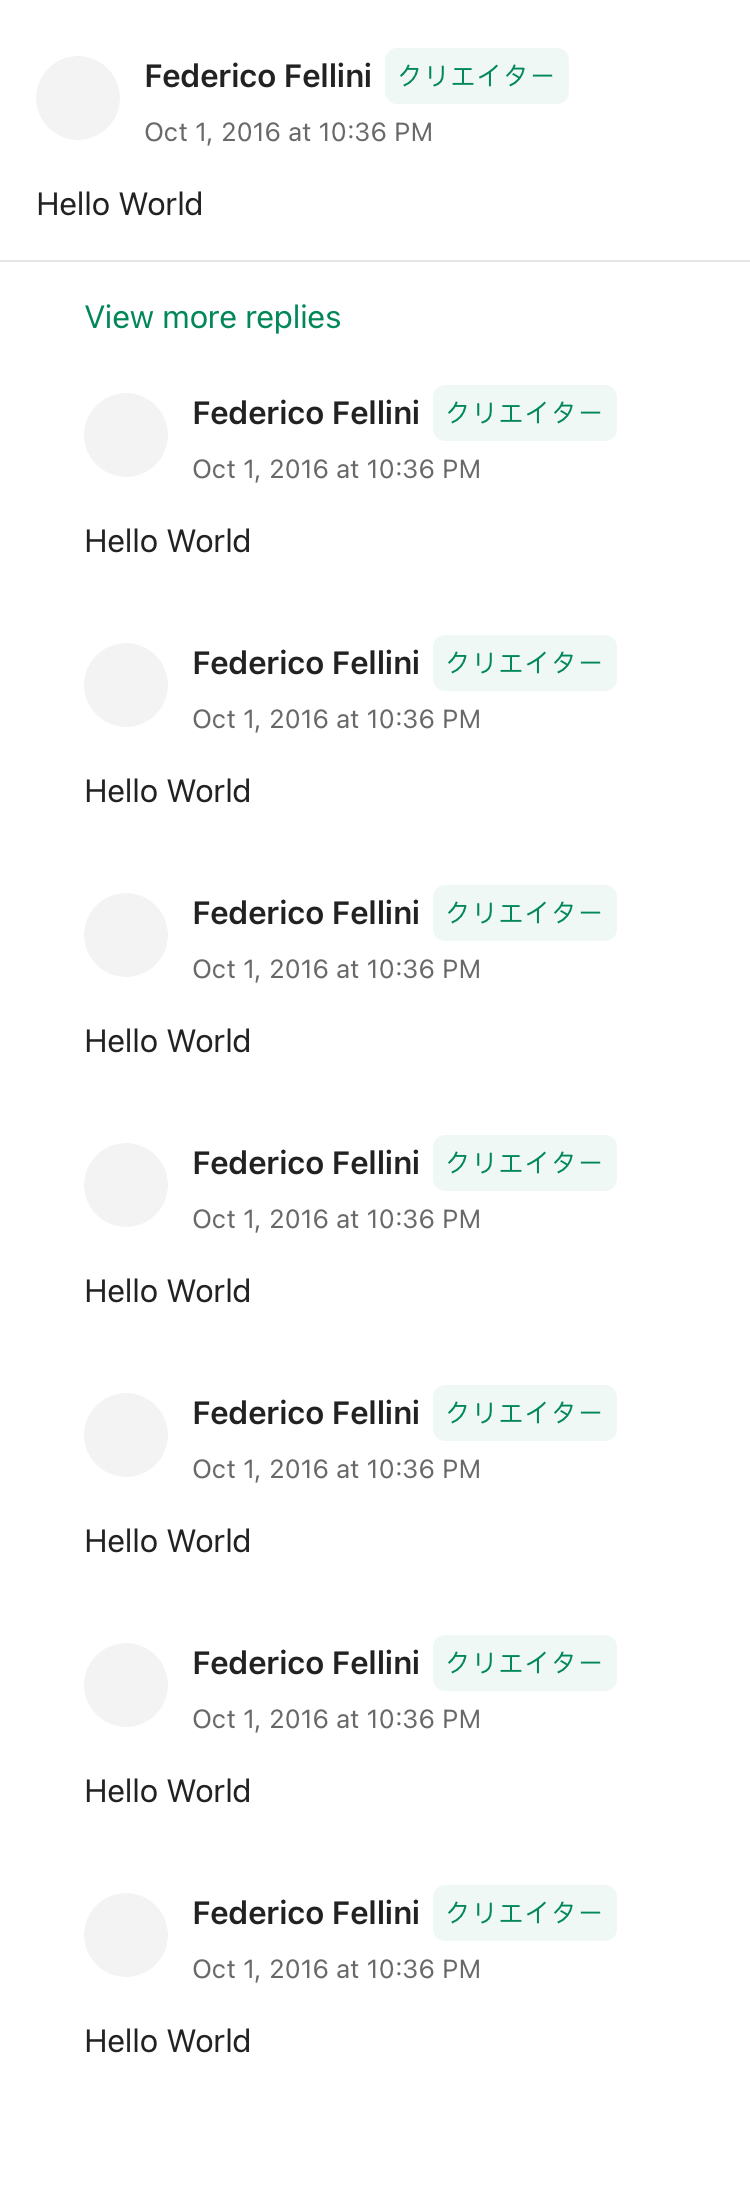 Federico Fellini クリエイター
Oct 1, 2016 at 10:36 PM
Hello World
View more replies
Federico Fellini クリエイター
Oct 1, 2016 at 10:36 PM
Hello World
Federico Fellini クリエイター
Oct 1, 2016 at 10:36 PM
Hello World
Federico Fellini クリエイター
Oct 1, 2016 at 10:36 PM
Hello World
Federico Fellini クリエイター
Oct 1, 2016 at 10:36 PM
Hello World
Federico Fellini クリエイター
Oct 1, 2016 at 10:36 PM
Hello World
Federico Fellini クリエイター
Oct 1, 2016 at 10:36 PM
Hello World
Federico Fellini クリエイター
Oct 1, 2016 at 10:36 PM
Hello World